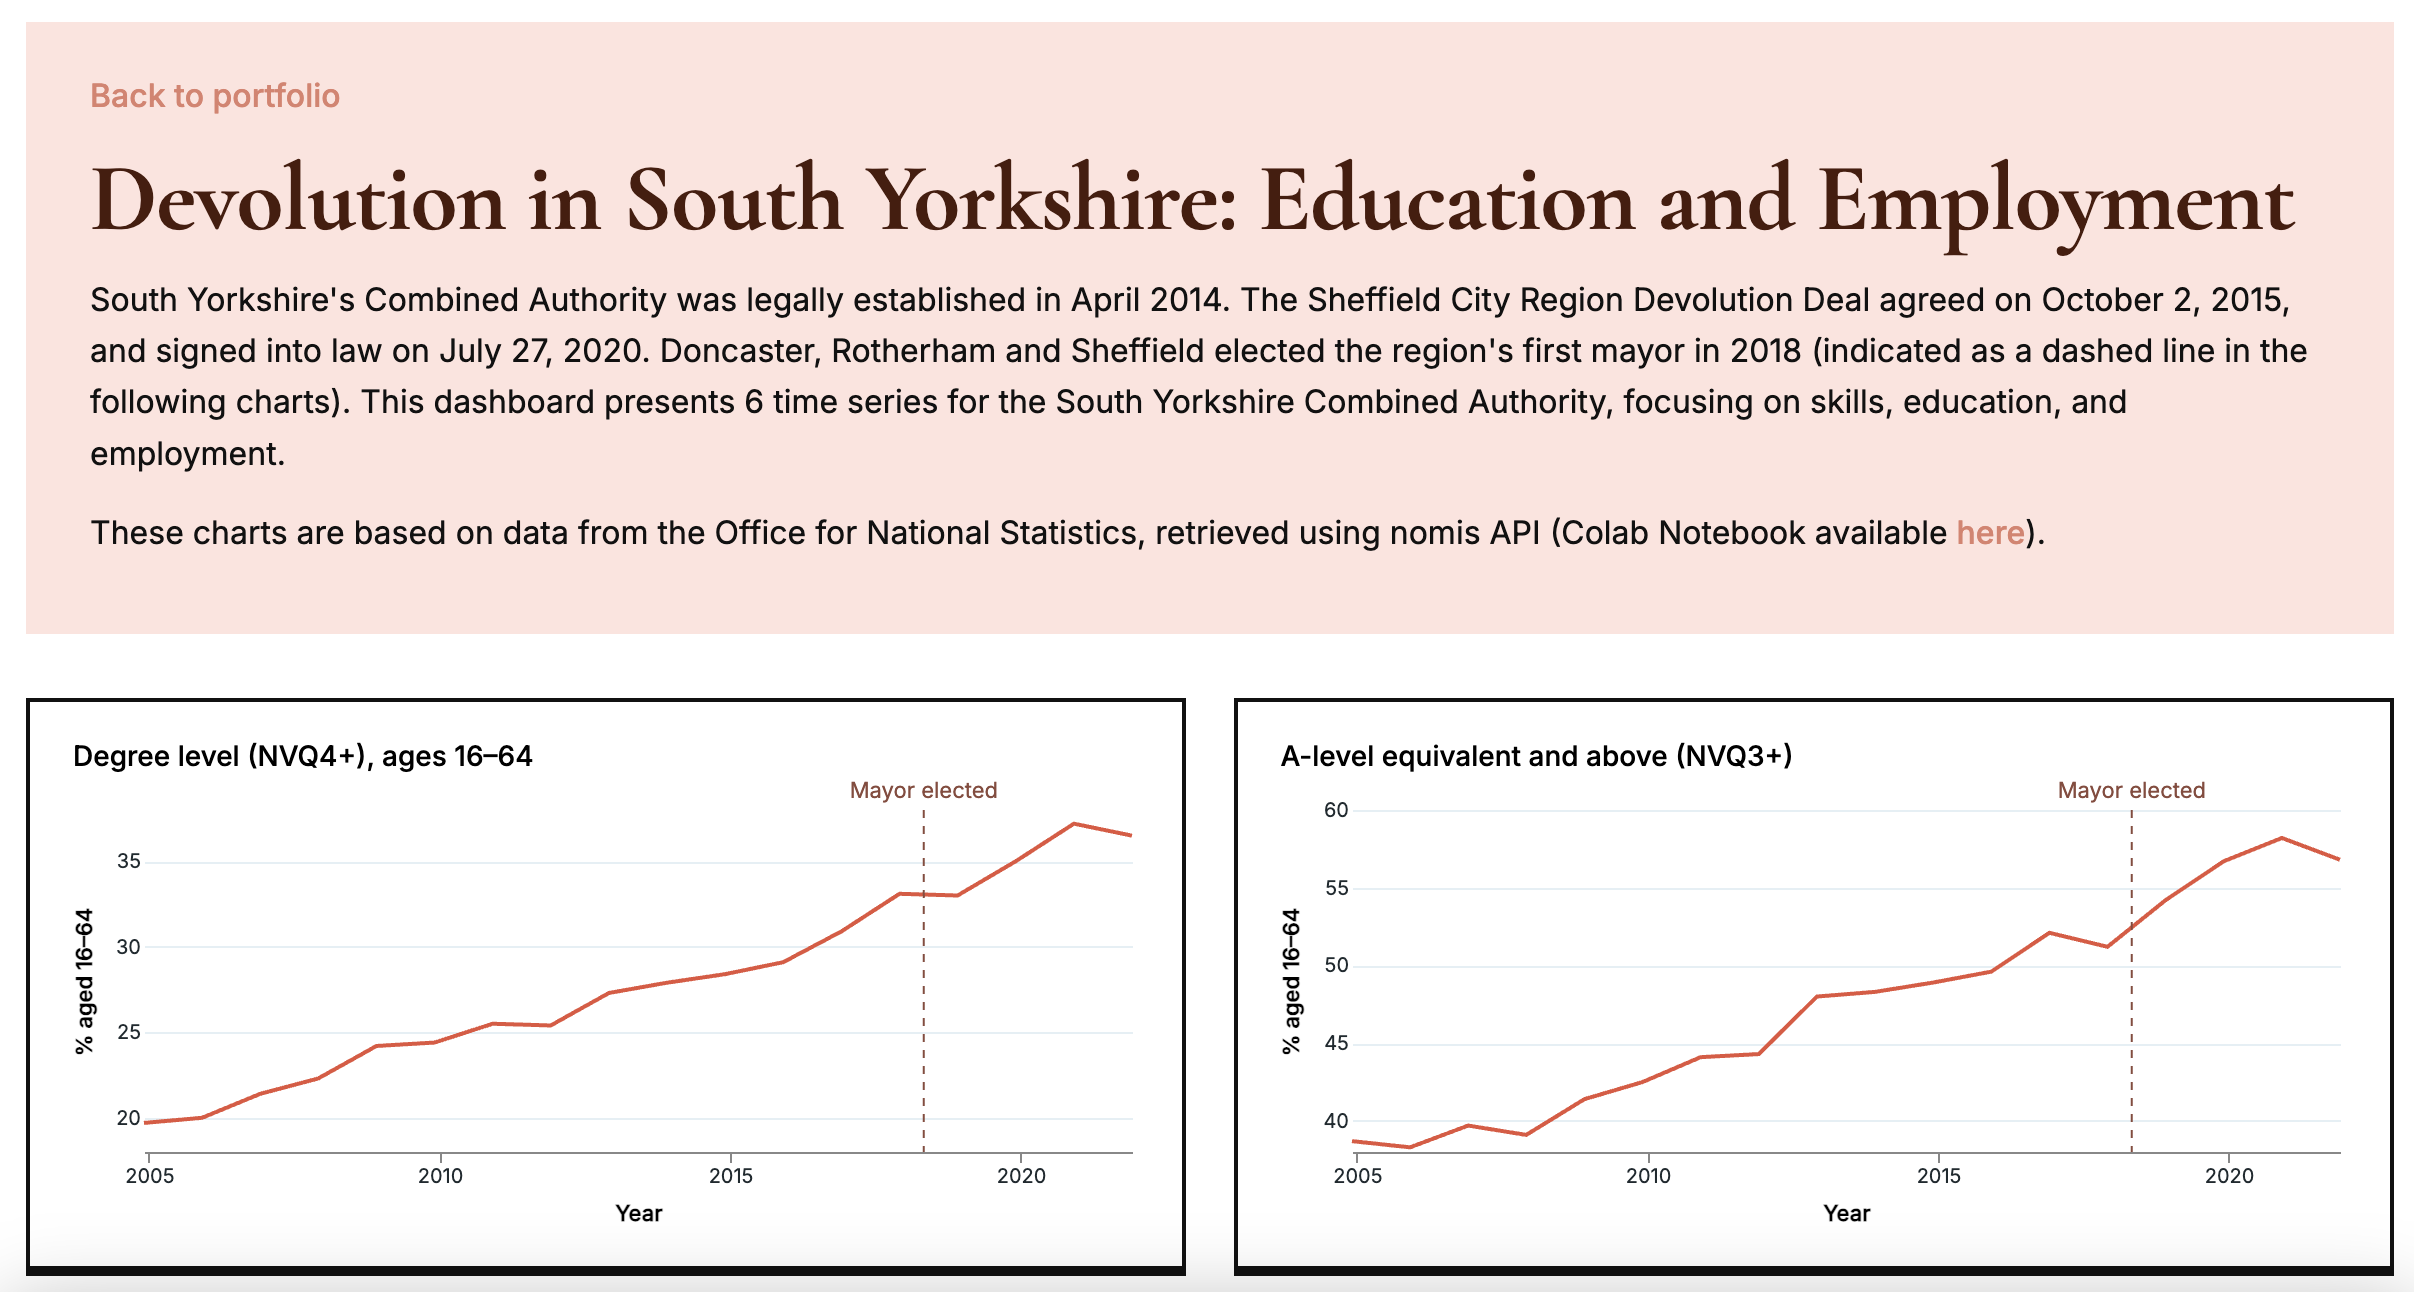 Back to portfolio
Devolution in South Yorkshire: Education and Employment
South Yorkshire's Combined Authority was legally established in April 2014. The Sheffield City Region Devolution Deal agreed on October 2, 2015,
and signed into law on July 27, 2020. Doncaster, Rotherham and Sheffield elected the region's first mayor in 2018 (indicated as a dashed line in the
following charts). This dashboard presents 6 time series for the South Yorkshire Combined Authority, focusing on skills, education, and
employment.
These charts are based on data from the Office for National Statistics, retrieved using nomis API (Colab Notebook available here).
Degree level (NVQ4+), ages 16–64
Mayor elected
% aged 16–64
35
30
25
20
2005 2010 2015 2020
Year
A-level equivalent and above (NVQ3+)
Mayor elected
% aged 16–64
60
55
50
45
40
2005 2010 2015 2020
Year